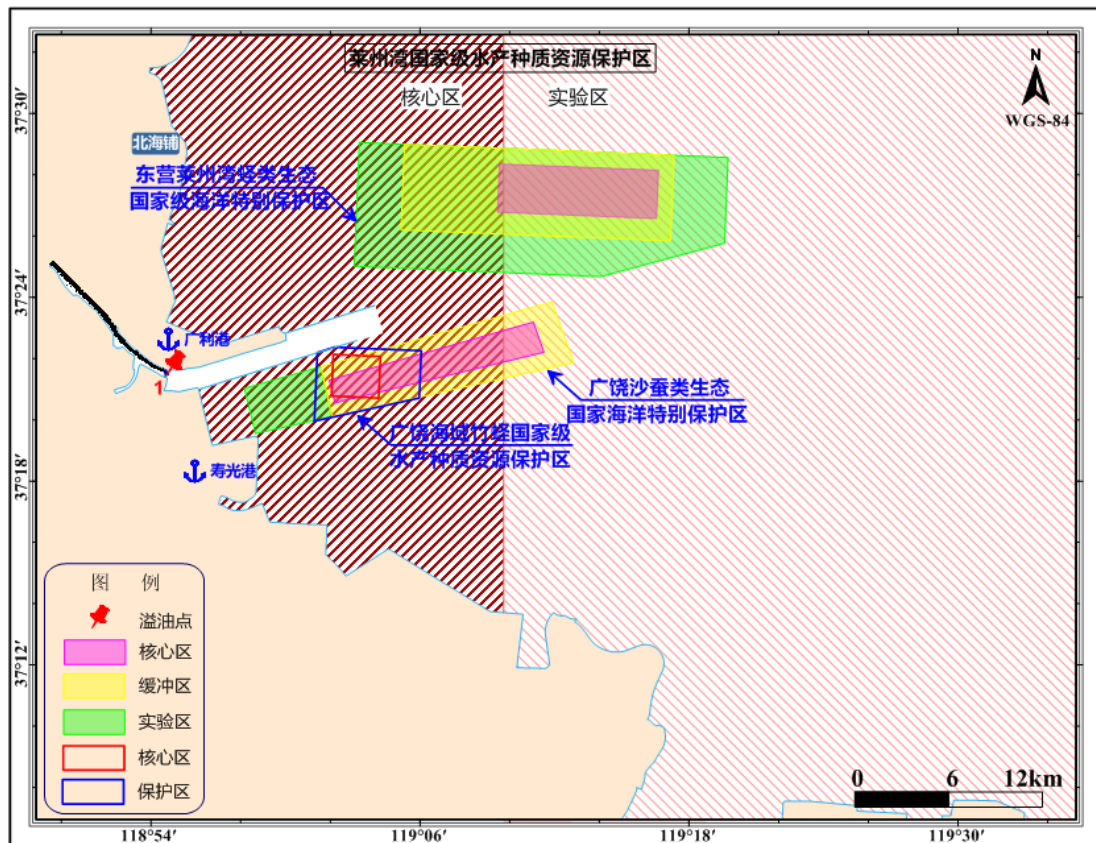 莱州湾国家级水产种质资源保护区
核心区
实验区
N
WGS-84
北海铺
东营莱州湾蛏类生态
国家级海洋特别保护区
广利港
1
广饶沙蚕类生态
国家海洋特别保护区
广饶海域竹蛏国家级
水产种质资源保护区
寿光港
图 例
溢油点
核心区
缓冲区
实验区
核心区
保护区
0 6 12km
37°30′
37°24′
37°18′
37°12′
118°54′
119°06′
119°18′
119°30′